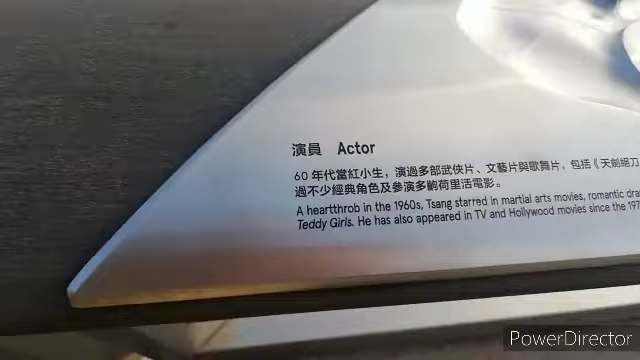 演員 Actor
60 年代當紅小生，演過多部武俠片、文藝片與歌舞片，包括《天劍絕刀
過不少經典角色及參演多齣荷里活電影。
A heartthrob in the 1960s, Tsang starred in martial arts movies, romantic dra
Teddy Girls. He has also appeared in TV and Hollywood movies since the 197
PowerDirector